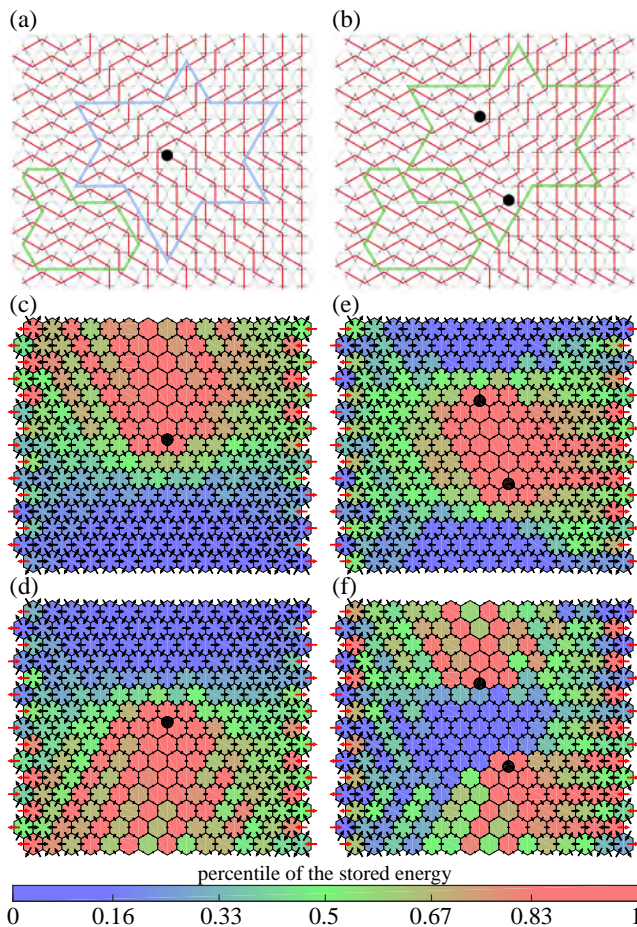 (a) (b)
(c) (e)
(d) (f)
percentile of the stored energy
0 0.16 0.33 0.5 0.67 0.83 1